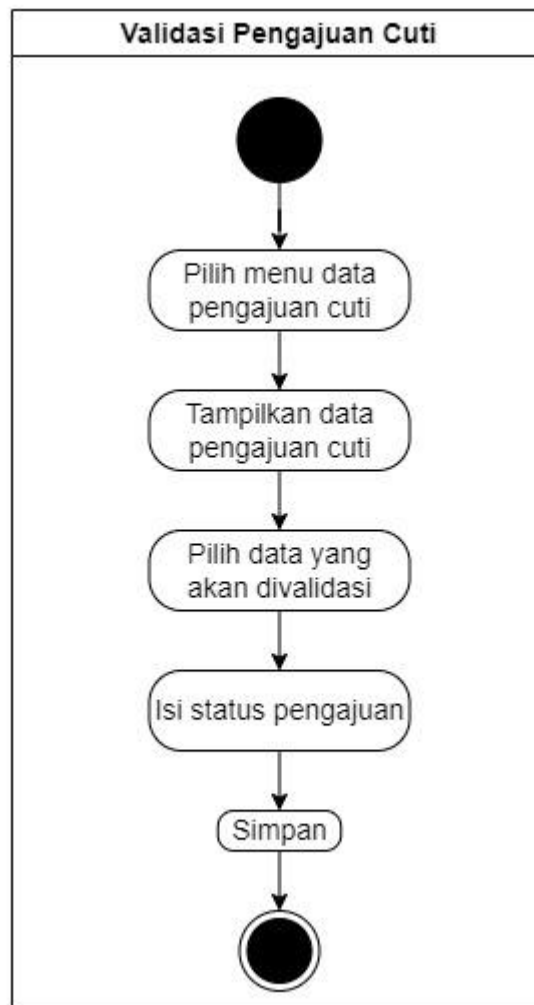 Validasi Pengajuan Cuti
Pilih menu data
pengajuan cuti
Tampilkan data
pengajuan cuti
Pilih data yang
akan divalidasi
Isi status pengajuan
Simpan